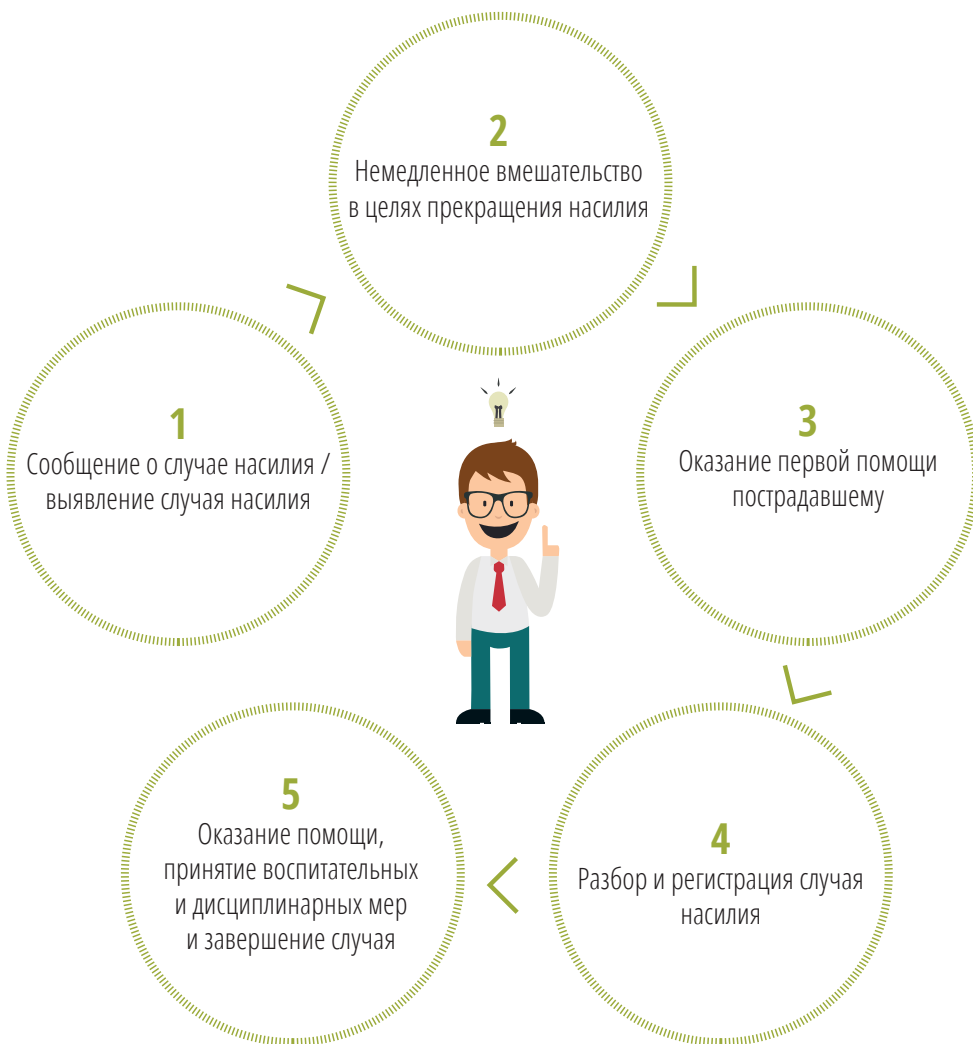 1
Сообщение о случае насилия /
выявление случая насилия
2
Немедленное вмешательство
в целях прекращения насилия
3
Оказание первой помощи
пострадавшему
4
Разбор и регистрация случая
насилия
5
Оказание помощи,
принятие воспитательных
и дисциплинарных мер
и завершение случая